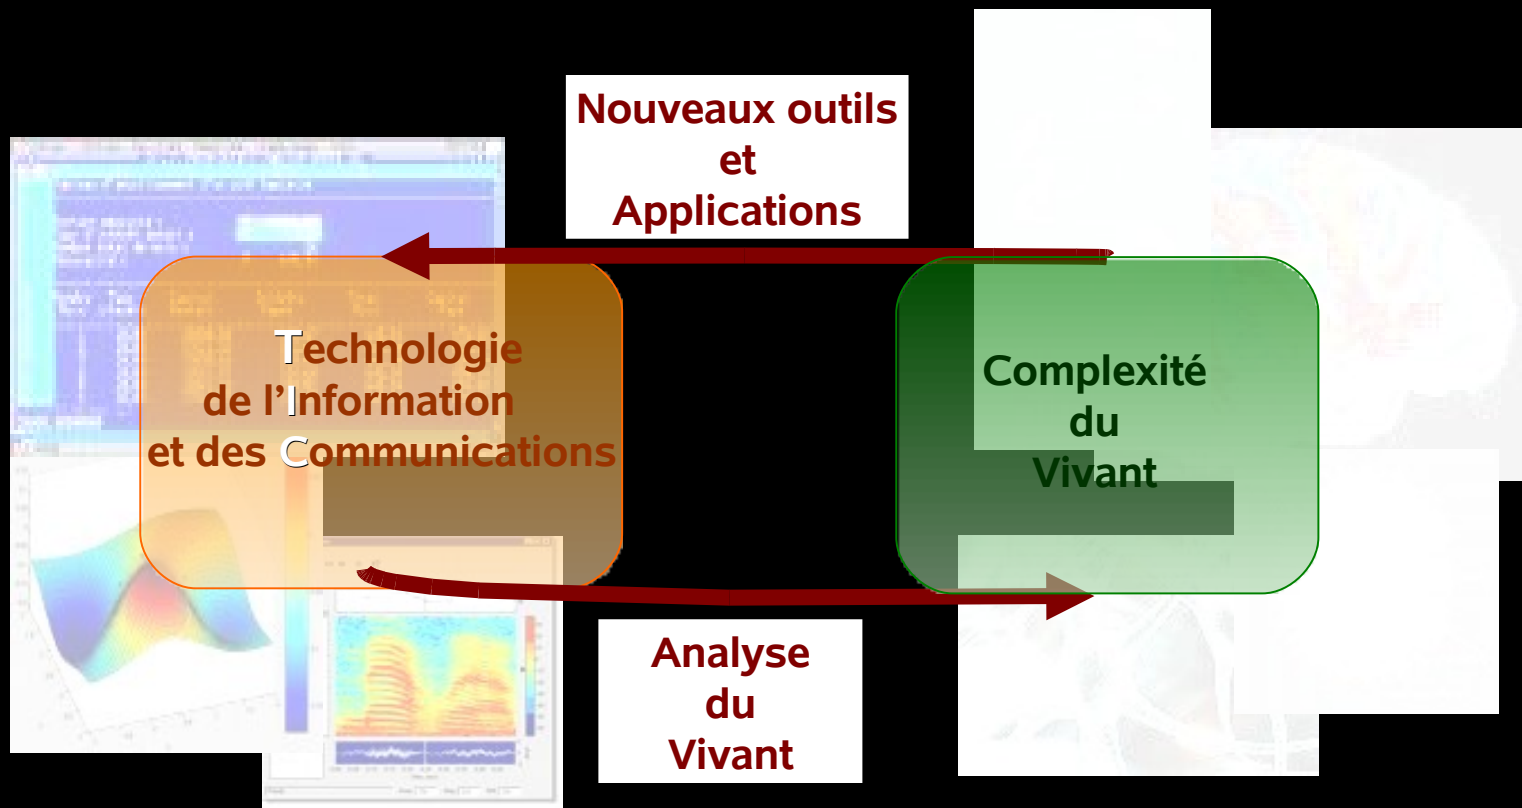 Nouveaux outils
et
Applications
Technologie
de l’Information
et des Communications
Complexité
du
Vivant
Analyse
du
Vivant